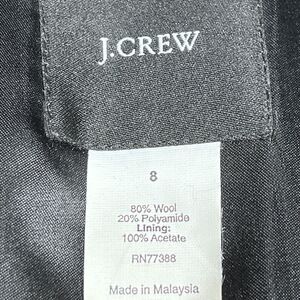 J.CREW
8
80% Wool
20% Polyamide
Lining:
100% Acetate
RN77388
Made in Malaysia